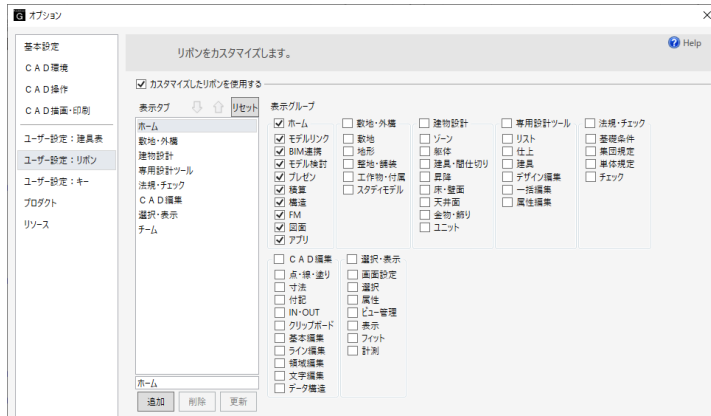 G オプション
Help
基本設定
CAD環境
CAD操作
CAD描画・印刷
ユーザー設定：建具表
ユーザー設定：リボン
ユーザー設定：キー
プロダクト
リソース
リボンをカスタマイズします。
カスタマイズしたリボンを使用する
表示タブ
リセット
ホーム
敷地・外構
建物設計
専用設計ツール
法規・チェック
CAD編集
選択・表示
チーム
ホーム
追加 削除 更新
表示グループ
ホーム
モデルリンク
BIM連携
モデル検討
プレゼン
積算
構造
FM
図面
アプリ
敷地・外構
敷地
地形
整地・舗装
工作物・付属
スタディモデル
建物設計
ゾーン
躯体
建具・間仕切り
昇降
床・壁面
天井面
金物・飾り
ユニット
専用設計ツール
リスト
仕上
建具
デザイン編集
一括編集
属性編集
法規・チェック
基礎条件
集団規定
単体規定
チェック
CAD編集
点・線・塗り
寸法
付記
IN・OUT
クリップボード
基本編集
ライン編集
領域編集
文字編集
データ構造
選択・表示
画面設定
選択
属性
ビュー管理
表示
フィット
計測